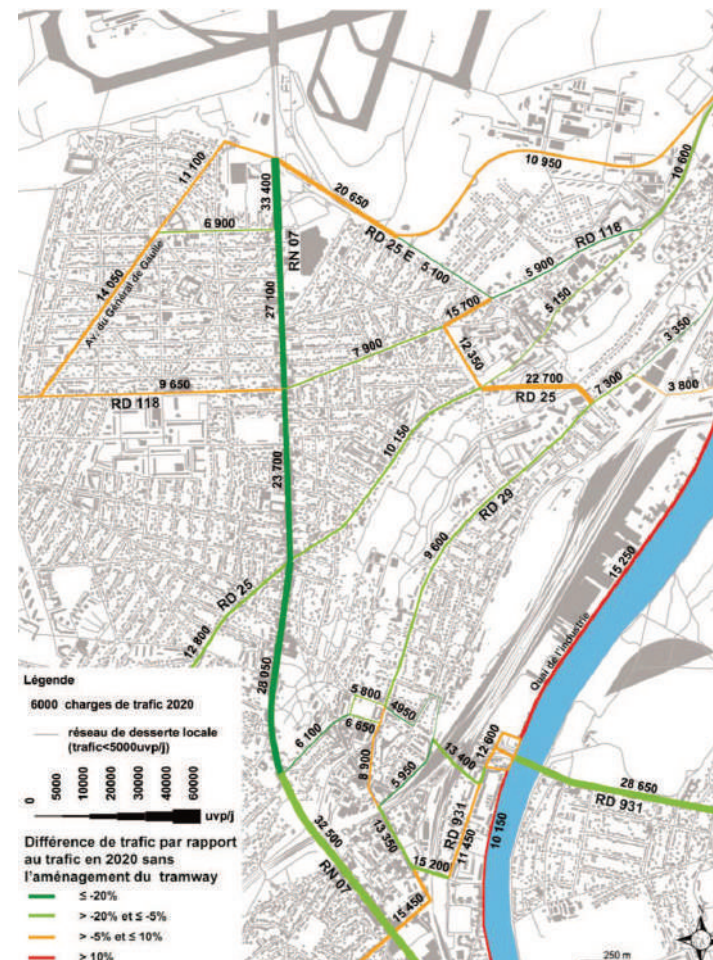 11 100
33 400
20 650
10 950
10 600
6 900
RN 07
RD 25 E
5 100
RD 118
5 900
14 050
Av. du Général de Gaulle
27 100
15 700
5 150
7 900
12 350
3 350
9 650
RD 118
22 700
RD 25
7 300
3 800
10 150
23 700
RD 29
9 600
15 250
RD 25
12 800
Quai de l'industrie
28 050
5 800
4950
6 650
6 100
12 600
13 400
8 900
5 950
28 650
RD 931
RD 931
11 450
10 150
32 500
13 350
15 200
RN 07
15 450
Légende
6000 charges de trafic 2020
réseau de desserte locale
(trafic<5000uvp/j)
0
5000
10000
20000
30000
40000
60000
uvp/j
Différence de trafic par rapport
au trafic en 2020 sans
l'aménagement du tramway
≤ -20%
> -20% et ≤ -5%
> -5% et ≤ 10%
> 10%
250 m